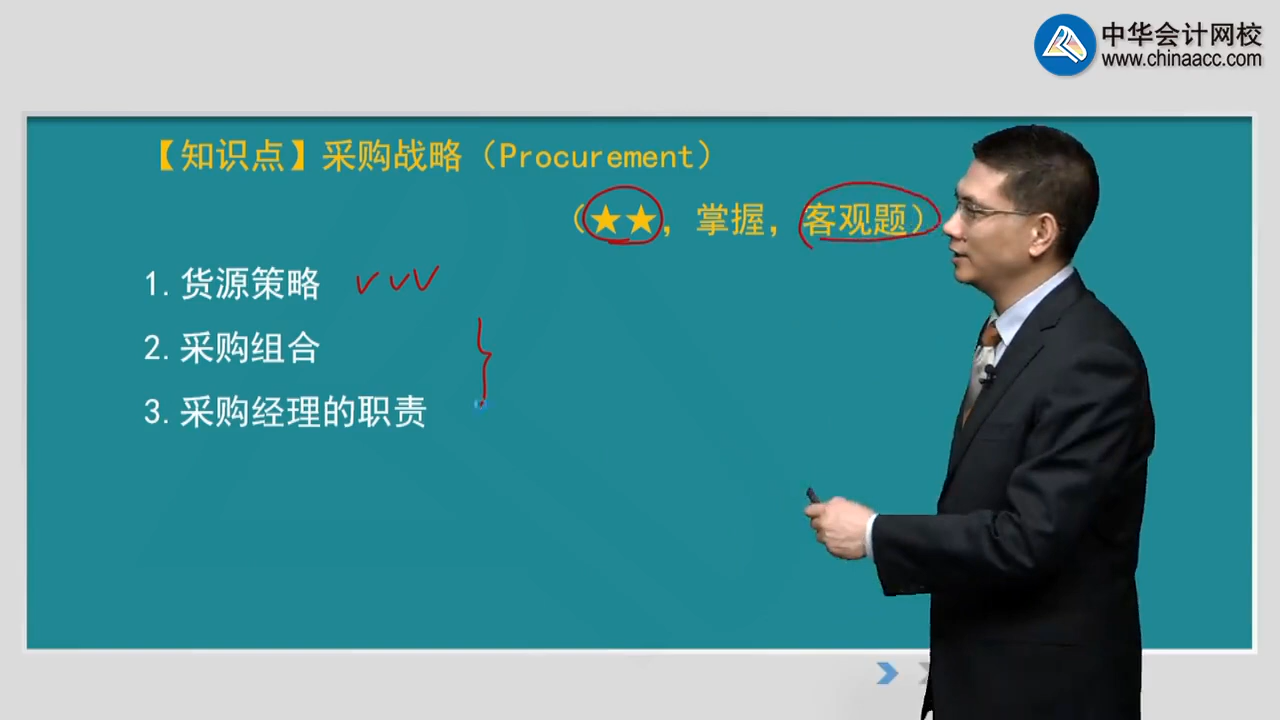 中华会计网校
www.chinaacc.com
【知识点】采购战略（Procurement）
（★★，掌握，客观题）
1.货源策略
2.采购组合
3.采购经理的职责